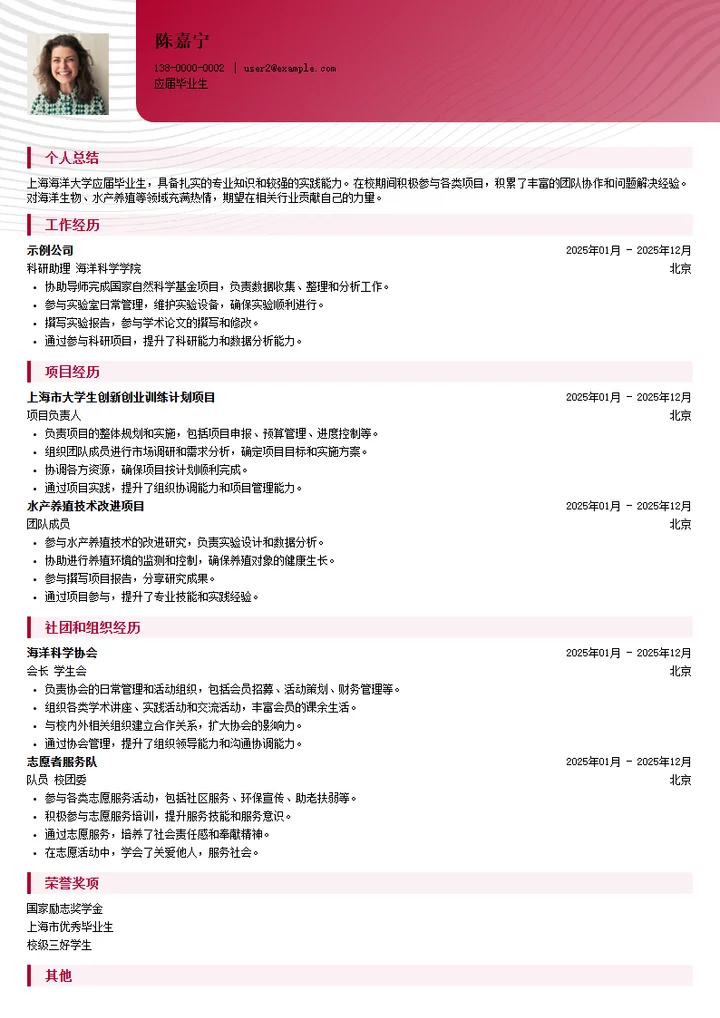 陈嘉宁
138-0000-0002 | user2@example.com
应届毕业生
个人总结
上海海洋大学应届毕业生，具备扎实的专业知识和较强的实践能力。在校期间积极参与各类项目，积累了丰富的团队协作和问题解决经验。
对海洋生物、水产养殖等领域充满热情，期望在相关行业贡献自己的力量。
工作经历
示例公司 2025年01月 - 2025年12月
科研助理 海洋科学学院 北京
• 协助导师完成国家自然科学基金项目，负责数据收集、整理和分析工作。
• 参与实验室日常管理，维护实验设备，确保实验顺利进行。
• 撰写实验报告，参与学术论文的撰写和修改。
• 通过参与科研项目，提升了科研能力和数据分析能力。
项目经历
上海市大学生创新创业训练计划项目 2025年01月 - 2025年12月
项目负责人 北京
• 负责项目的整体规划和实施，包括项目申报、预算管理、进度控制等。
• 组织团队成员进行市场调研和需求分析，确定项目目标和实施方案。
• 协调各方资源，确保项目按计划顺利完成。
• 通过项目实践，提升了组织协调能力和项目管理能力。
水产养殖技术改进项目 2025年01月 - 2025年12月
团队成员 北京
• 参与水产养殖技术的改进研究，负责实验设计和数据分析。
• 协助进行养殖环境的监测和控制，确保养殖对象的健康生长。
• 参与撰写项目报告，分享研究成果。
• 通过项目参与，提升了专业技能和实践经验。
社团和组织经历
海洋科学协会 2025年01月 - 2025年12月
会长 学生会 北京
• 负责协会的日常管理和活动组织，包括会员招募、活动策划、财务管理等。
• 组织各类学术讲座、实践活动和交流活动，丰富会员的课余生活。
• 与校内外相关组织建立合作关系，扩大协会的影响力。
• 通过协会管理，提升了组织领导能力和沟通协调能力。
志愿者服务队 2025年01月 - 2025年12月
队员 校团委 北京
• 参与各类志愿服务活动，包括社区服务、环保宣传、助老扶弱等。
• 积极参与志愿服务培训，提升服务技能和服务意识。
• 通过志愿服务，培养了社会责任感和奉献精神。
• 在志愿活动中，学会了关爱他人，服务社会。
荣誉奖项
国家励志奖学金
上海市优秀毕业生
校级三好学生
其他